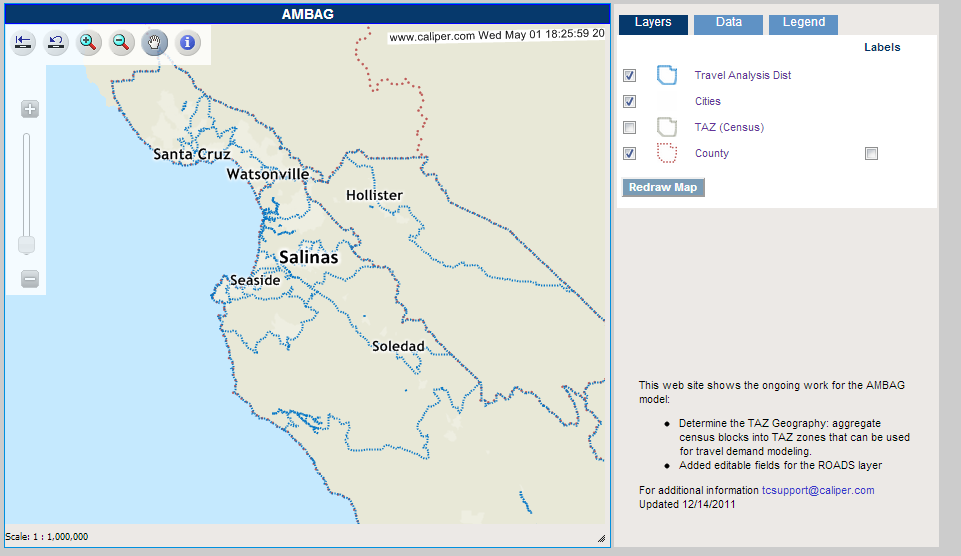 AMBAG
www.caliper.com Wed May 01 18:25:59 20
Santa Cruz
Watsonville
Hollister
Salinas
Seaside
Soledad
Scale: 1 : 1,000,000
Layers Data Legend
Labels
Travel Analysis Dist
Cities
TAZ (Census)
County
Redraw Map
This web site shows the ongoing work for the AMBAG
model:
• Determine the TAZ Geography: aggregate
census blocks into TAZ zones that can be used
for travel demand modeling.
• Added editable fields for the ROADS layer
For additional information tcsupport@caliper.com
Updated 12/14/2011